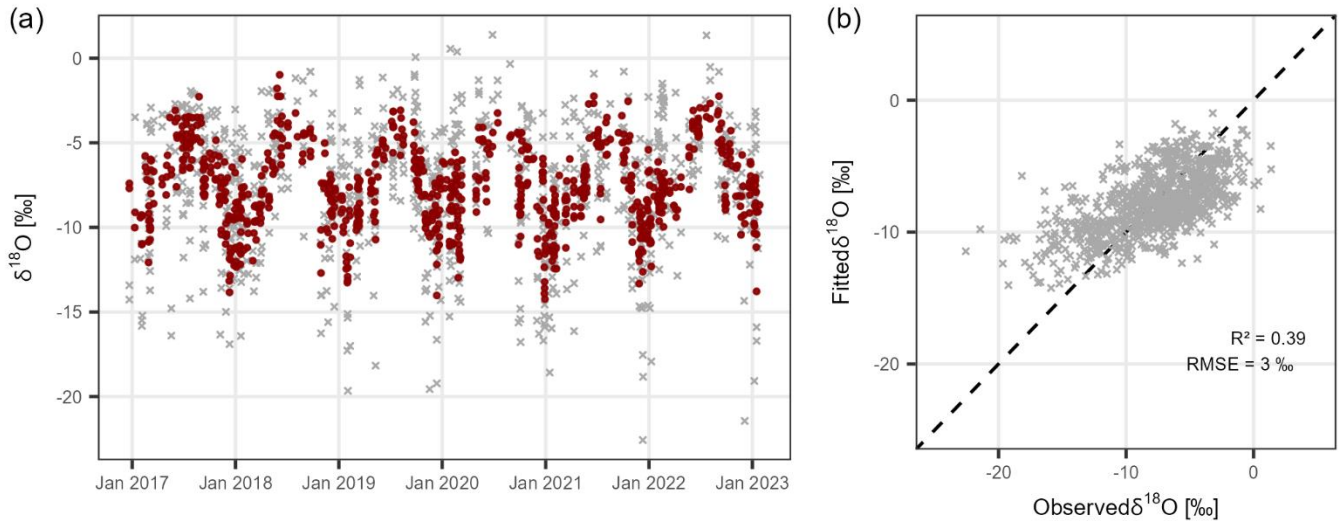 (a)
δ¹⁸O [‰]
0
-5
-10
-15
-20
Jan 2017 Jan 2018 Jan 2019 Jan 2020 Jan 2021 Jan 2022 Jan 2023
(b)
Fittedδ¹⁸O [‰]
0
-10
-20
R² = 0.39
RMSE = 3 ‰
-20 -10 0
Observedδ¹⁸O [‰]